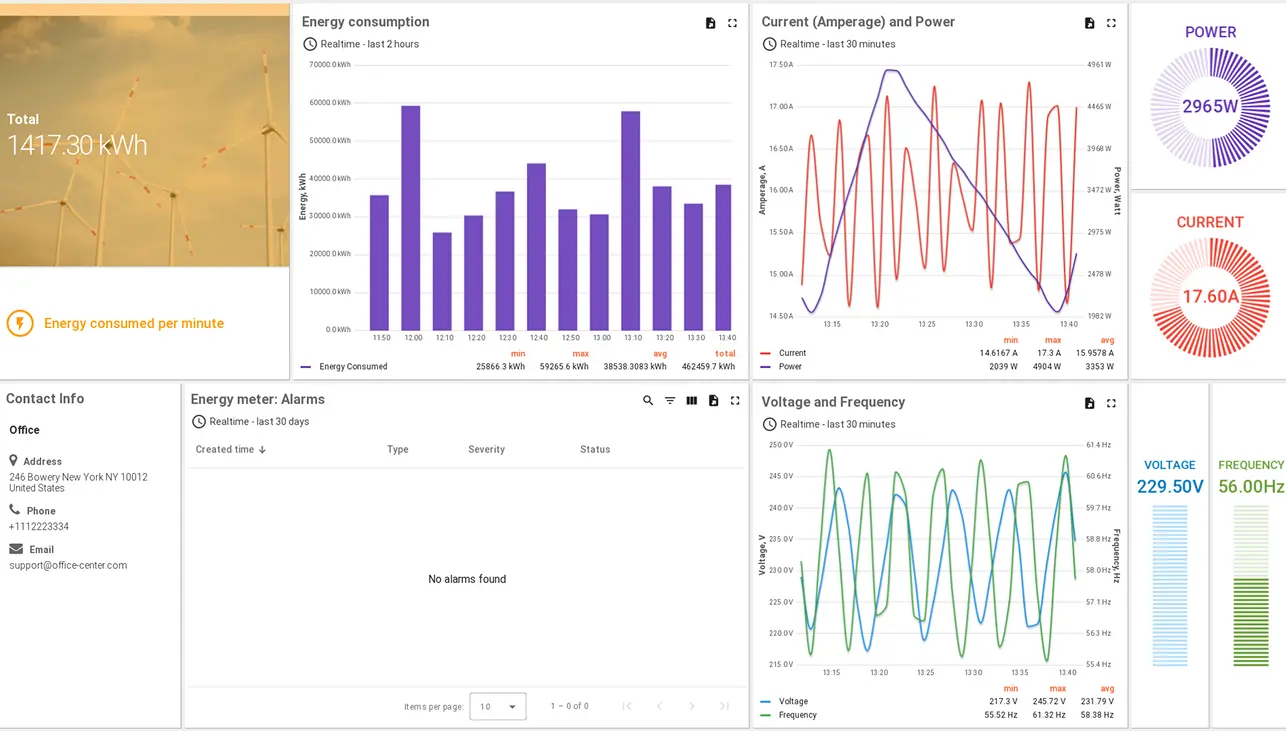 Total
1417.30 kWh
Energy consumed per minute
Energy consumption
Realtime - last 2 hours
70000.0 kWh
60000.0 kWh
50000.0 kWh
40000.0 kWh
30000.0 kWh
20000.0 kWh
10000.0 kWh
0.0 kWh
Energy, kWh
11:50 12:00 12:10 12:20 12:30 12:40 12:50 13:00 13:10 13:20 13:30 13:40
min max avg total
Energy Consumed 25866.3 kWh 59265.6 kWh 38538.3083 kWh 462459.7 kWh
Current (Amperage) and Power
Realtime - last 30 minutes
17.50 A 4961 W
17.00 A 4465 W
16.50 A 3968 W
16.00 A 3472 W
15.50 A 2975 W
15.00 A 2478 W
14.50 A 1982 W
Amperage, A
Power, Watt
13:15 13:20 13:25 13:30 13:35 13:40
min max avg
Current 14.6167 A 17.3 A 15.9578 A
Power 2039 W 4904 W 3353 W
POWER
2965W
CURRENT
17.60A
Contact Info
Office
Address
246 Bowery New York NY 10012
United States
Phone
+1112223334
Email
support@office-center.com
Energy meter: Alarms
Realtime - last 30 days
Created time Type Severity Status
No alarms found
Items per page: 10 1 – 0 of 0
Voltage and Frequency
Realtime - last 30 minutes
250.0 V 61.4 Hz
245.0 V 60.6 Hz
240.0 V 59.7 Hz
235.0 V 58.8 Hz
230.0 V 58.0 Hz
225.0 V 57.1 Hz
220.0 V 56.3 Hz
215.0 V 55.4 Hz
Voltage, V
Frequency, Hz
13:15 13:20 13:25 13:30 13:35 13:40
min max avg
Voltage 217.3 V 245.72 V 231.79 V
Frequency 55.52 Hz 61.32 Hz 58.38 Hz
VOLTAGE
229.50V
FREQUENCY
56.00Hz